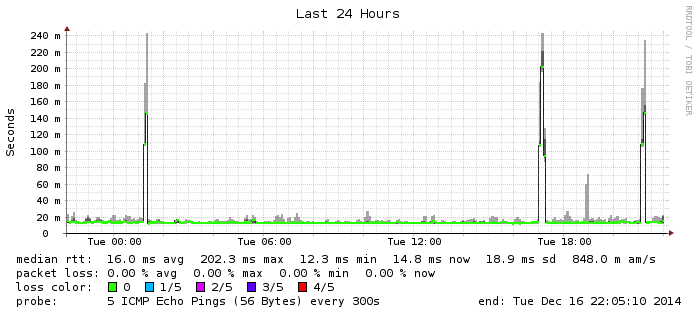 Last 24 Hours
RRDTOOL / TOBI OETIKER
Seconds
240 m
220 m
200 m
180 m
160 m
140 m
120 m
100 m
80 m
60 m
40 m
20 m
0
Tue 00:00 Tue 06:00 Tue 12:00 Tue 18:00
median rtt: 16.0 ms avg 202.3 ms max 12.3 ms min 14.8 ms now 18.9 ms sd 848.0 m am/s
packet loss: 0.00 % avg 0.00 % max 0.00 % min 0.00 % now
loss color: 0 1/5 2/5 3/5 4/5
probe: 5 ICMP Echo Pings (56 Bytes) every 300s end: Tue Dec 16 22:05:10 2014